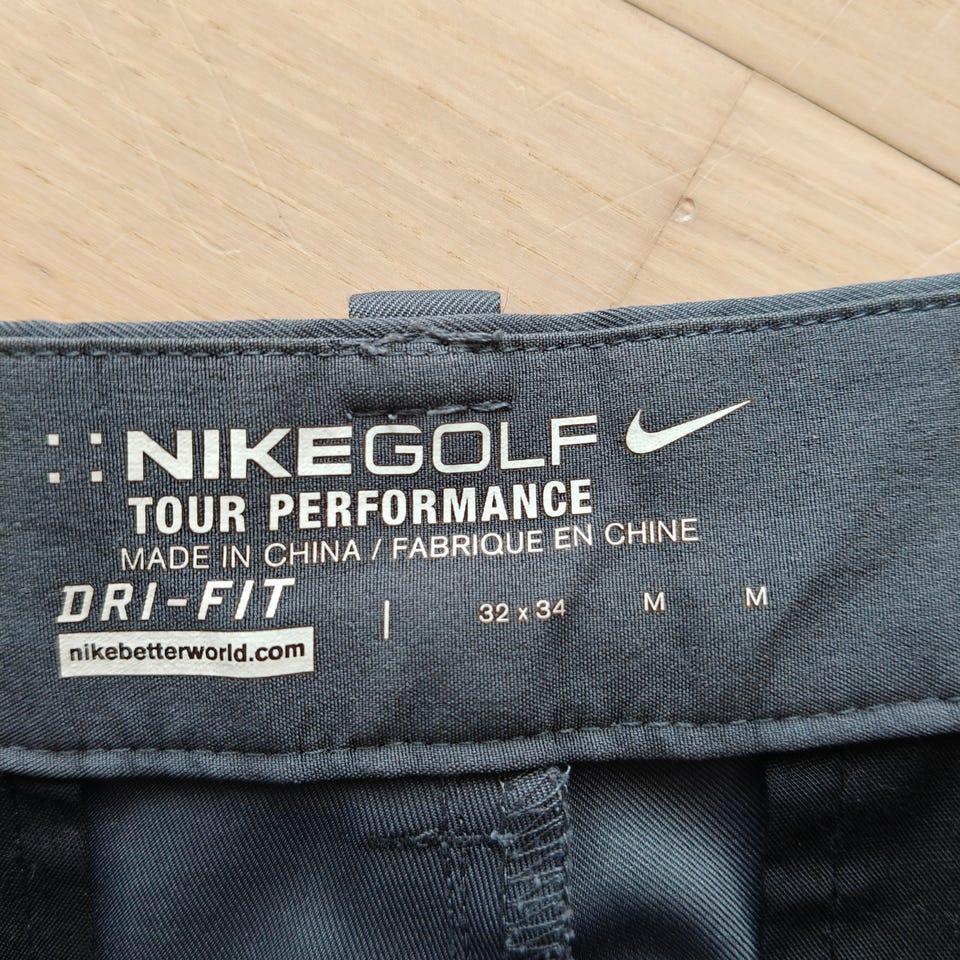 NIKEGOLF
TOUR PERFORMANCE
MADE IN CHINA / FABRIQUE EN CHINE
DRI-FIT
32 x 34 M M
nikebetterworld.com